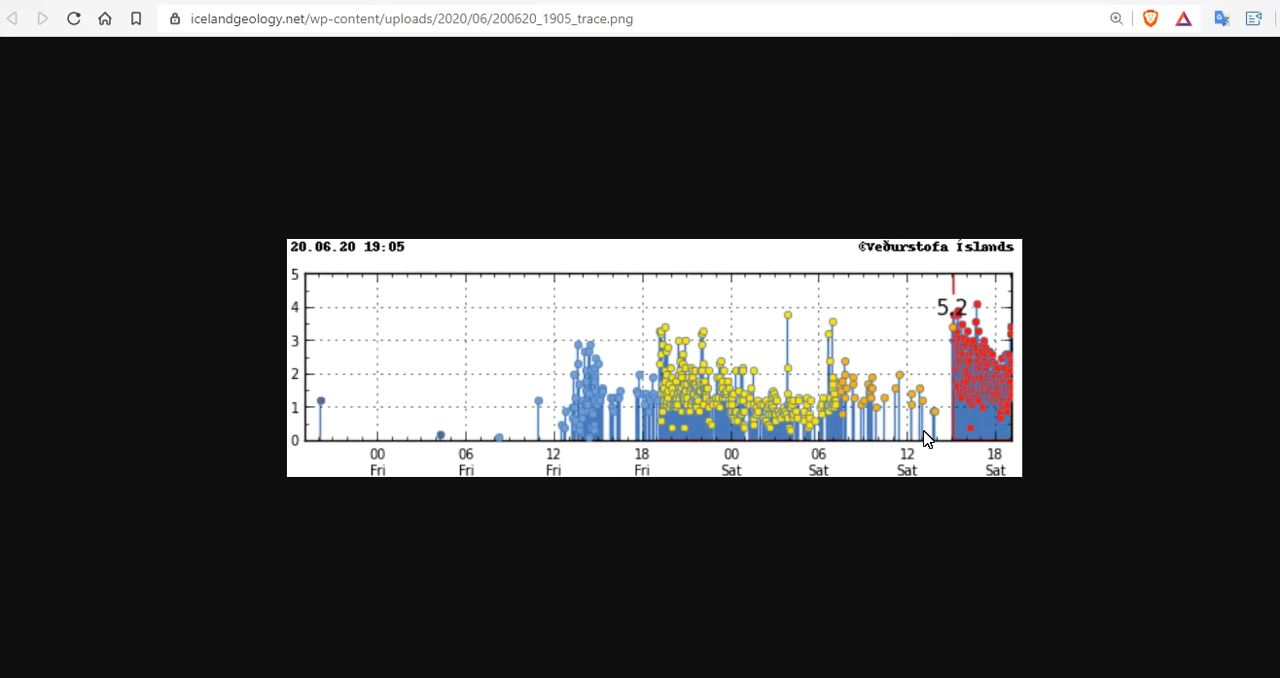 icelandgeology.net/wp-content/uploads/2020/06/200620_1905_trace.png
20.06.20 19:05
©Veðurstofa Íslands
5
4
3
2
1
0
5.2
00 06 12 18 00 06 12 18
Fri Fri Fri Fri Sat Sat Sat Sat